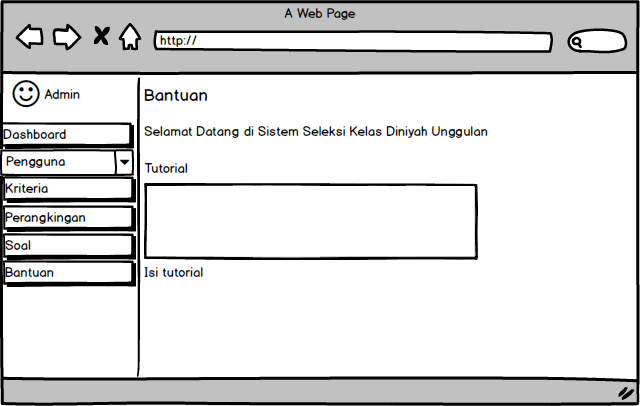 A Web Page
http://
Admin
Dashboard
Pengguna
Kriteria
Perangkingan
Soal
Bantuan
Bantuan
Selamat Datang di Sistem Seleksi Kelas Diniyah Unggulan
Tutorial
Isi tutorial